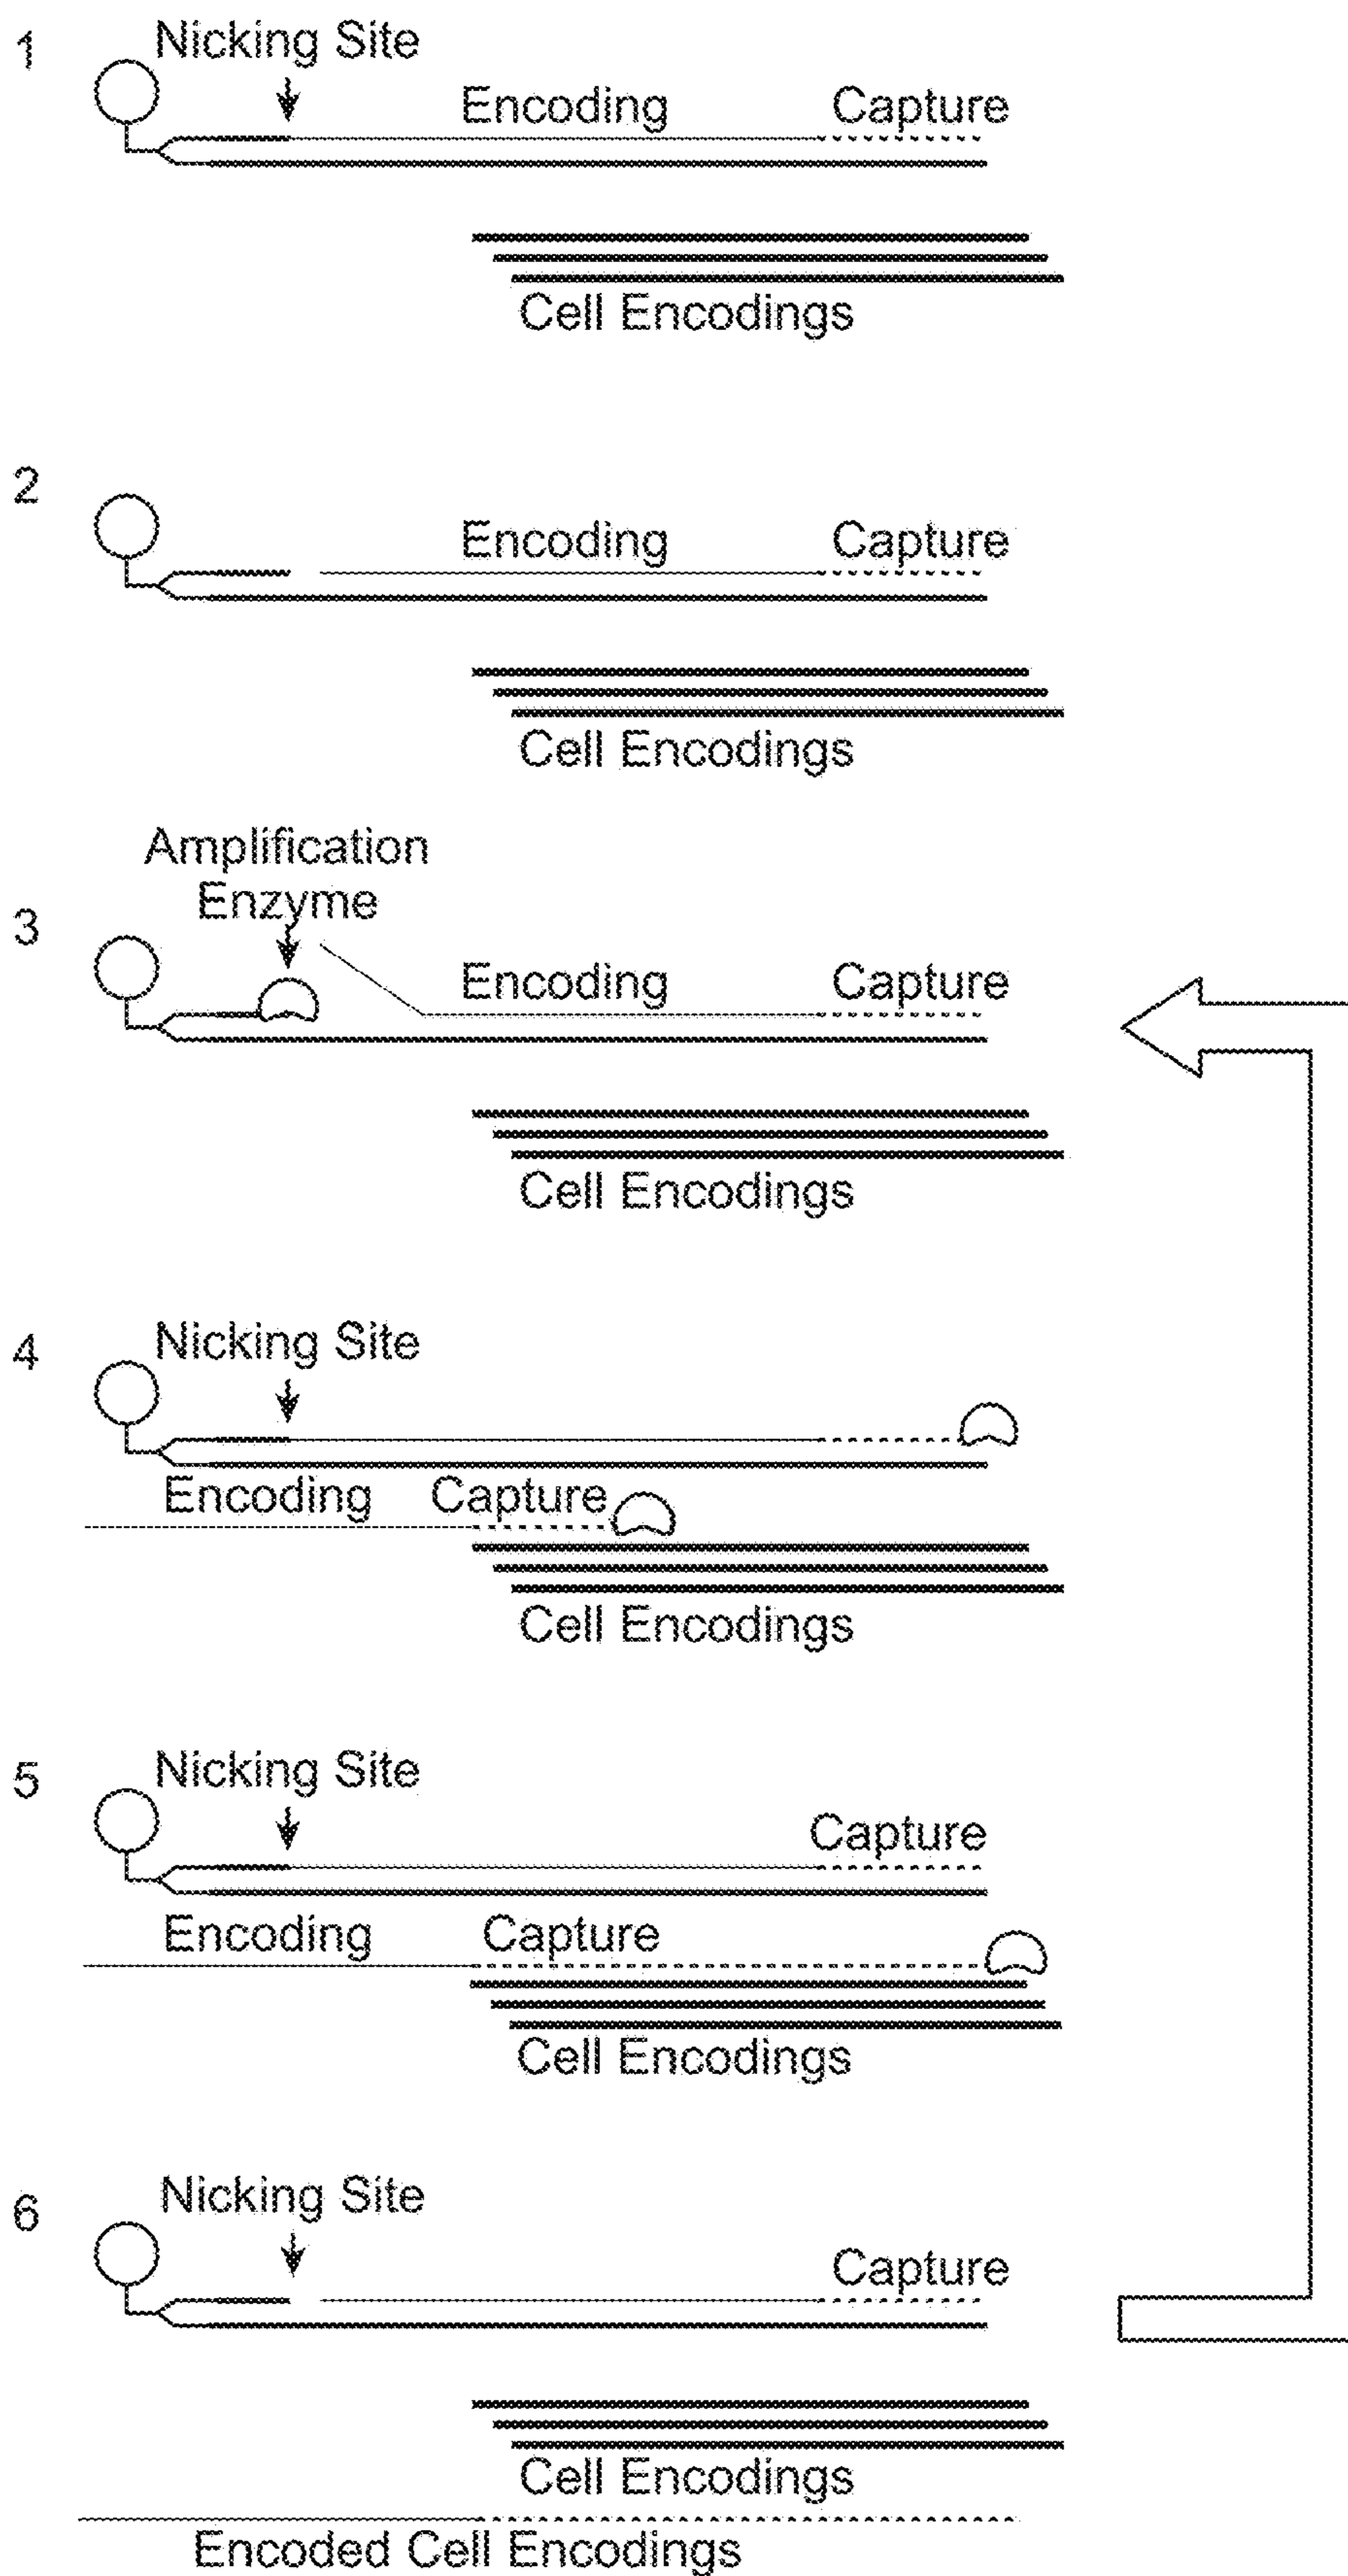 1
Nicking Site
Encoding
Capture
Cell Encodings
2
Encoding
Capture
Cell Encodings
Amplification
Enzyme
3
Encoding
Capture
Cell Encodings
4
Nicking Site
Encoding
Capture
Cell Encodings
5
Nicking Site
Capture
Encoding
Capture
Cell Encodings
6
Nicking Site
Capture
Cell Encodings
Encoded Cell Encodings